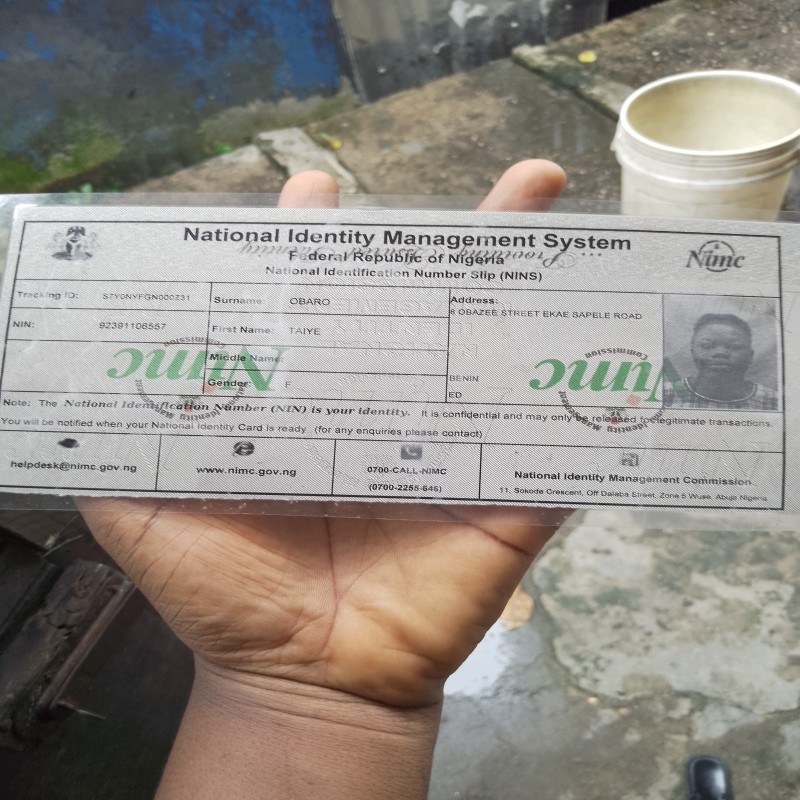 National Identity Management System
Federal Republic of Nigeria
National Identification Number Slip (NINS)
Nimc
Tracking ID: S7Y0NYFGN000Z31
Surname: OBARO
Address:
8 OBAZEE STREET EKAE SAPELE ROAD
NIN: 92391106557
First Name: TAIYE
Middle Name:
Gender: F
BENIN
ED
Nimc
Nimc
Note: The National Identification Number (NIN) is your identity. It is confidential and may only be released for legitimate transactions.
You will be notified when your National Identity Card is ready (for any enquiries please contact)
helpdesk@nimc.gov.ng
www.nimc.gov.ng
0700-CALL-NIMC
(0700-2255-646)
National Identity Management Commission
11, Sokode Crescent, Off Dalaba Street, Zone 5 Wuse, Abuja Nigeria